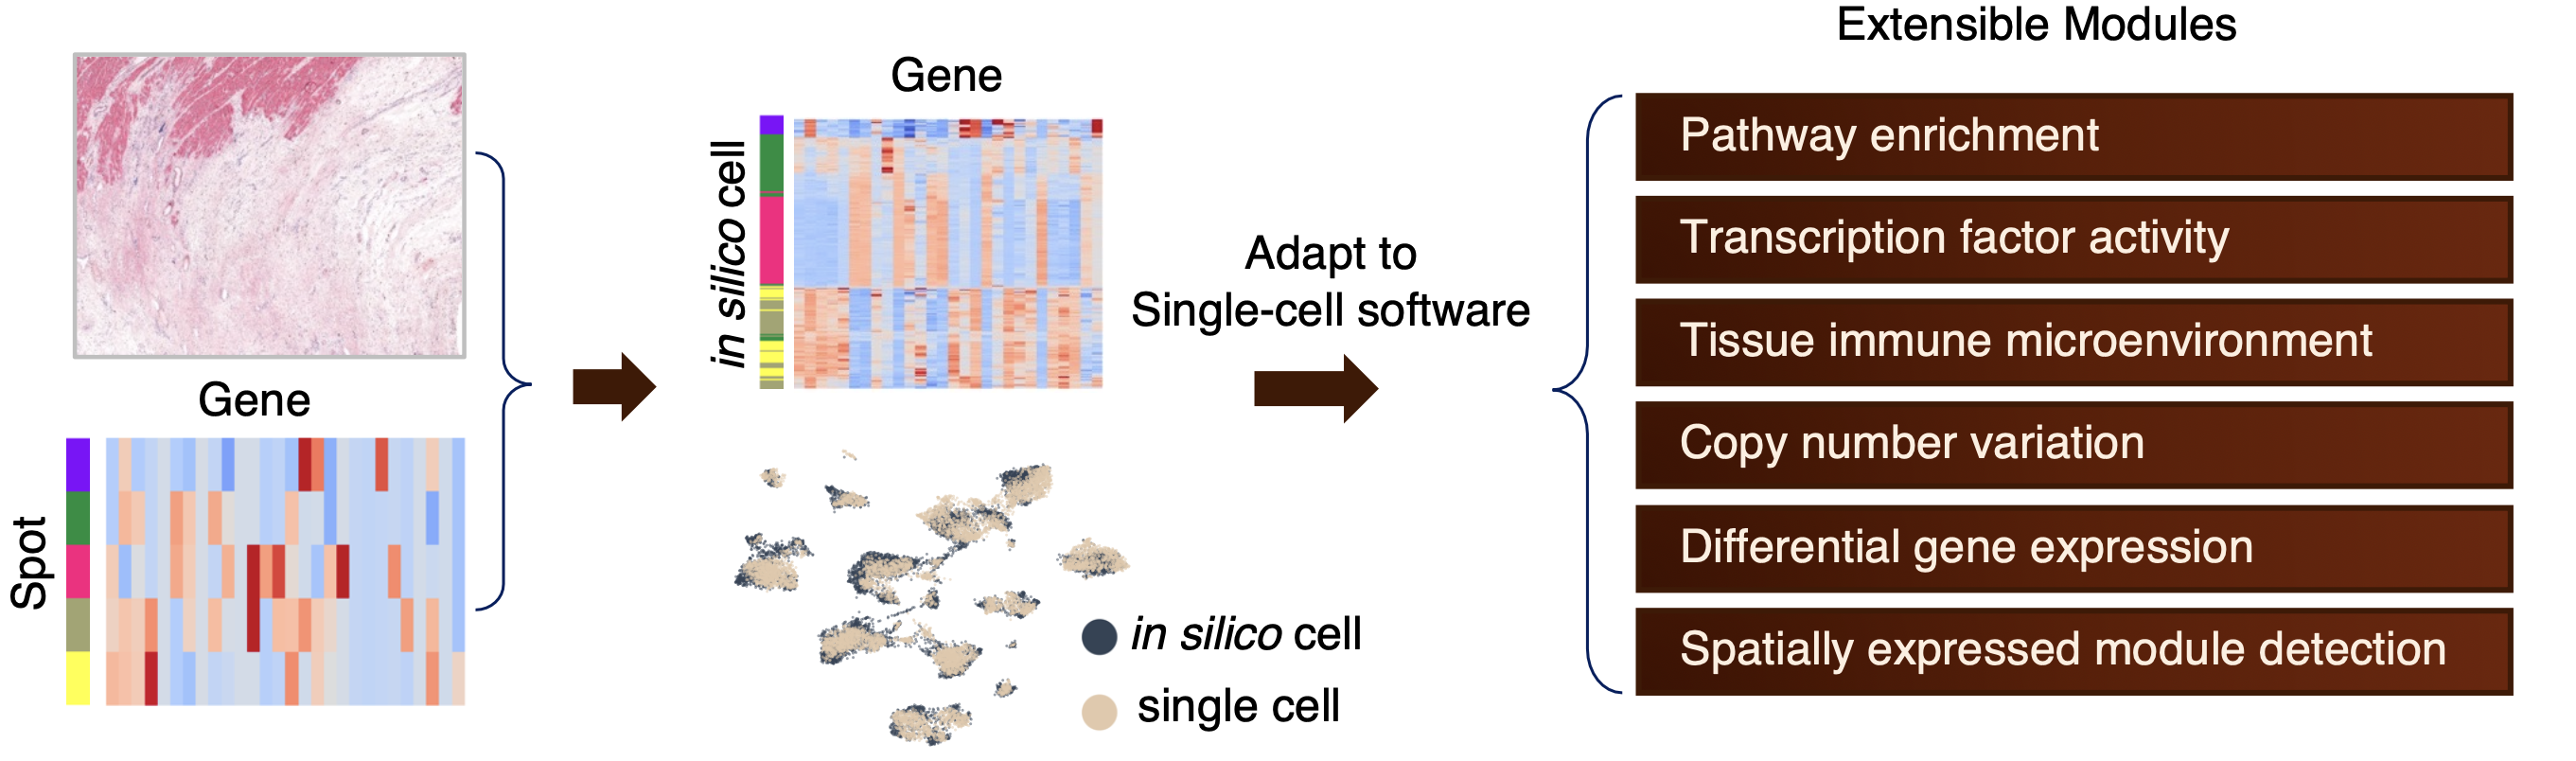 Gene
Spot
Gene
in silico cell
in silico cell
single cell
Adapt to
Single-cell software
Extensible Modules
Pathway enrichment
Transcription factor activity
Tissue immune microenvironment
Copy number variation
Differential gene expression
Spatially expressed module detection